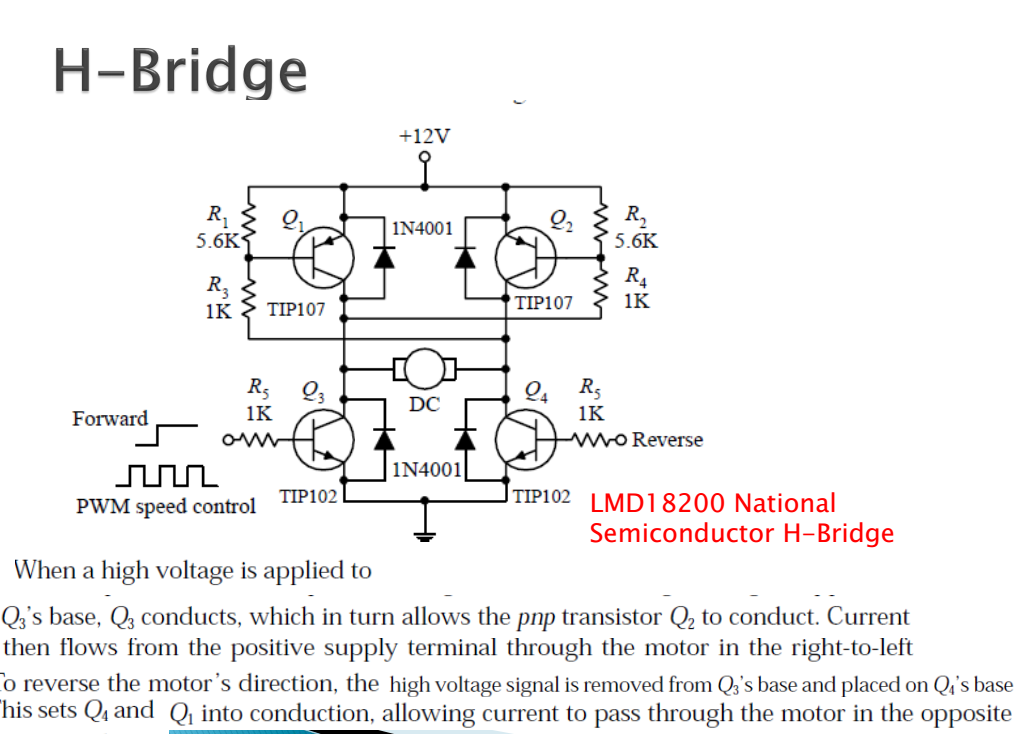 H-Bridge
+12V
R1 Q1 1N4001 Q2 R2
5.6K 5.6K
R3 R4
1K TIP107 TIP107 1K
R5 Q3 Q4 R5
1K DC 1K
Forward
Reverse
1N4001
TIP102 TIP102
PWM speed control
LMD18200 National
Semiconductor H-Bridge
When a high voltage is applied to
Q3's base, Q3 conducts, which in turn allows the pnp transistor Q2 to conduct. Current
then flows from the positive supply terminal through the motor in the right-to-left
o reverse the motor's direction, the high voltage signal is removed from Q3's base and placed on Q4's base
his sets Q4 and Q1 into conduction, allowing current to pass through the motor in the opposite